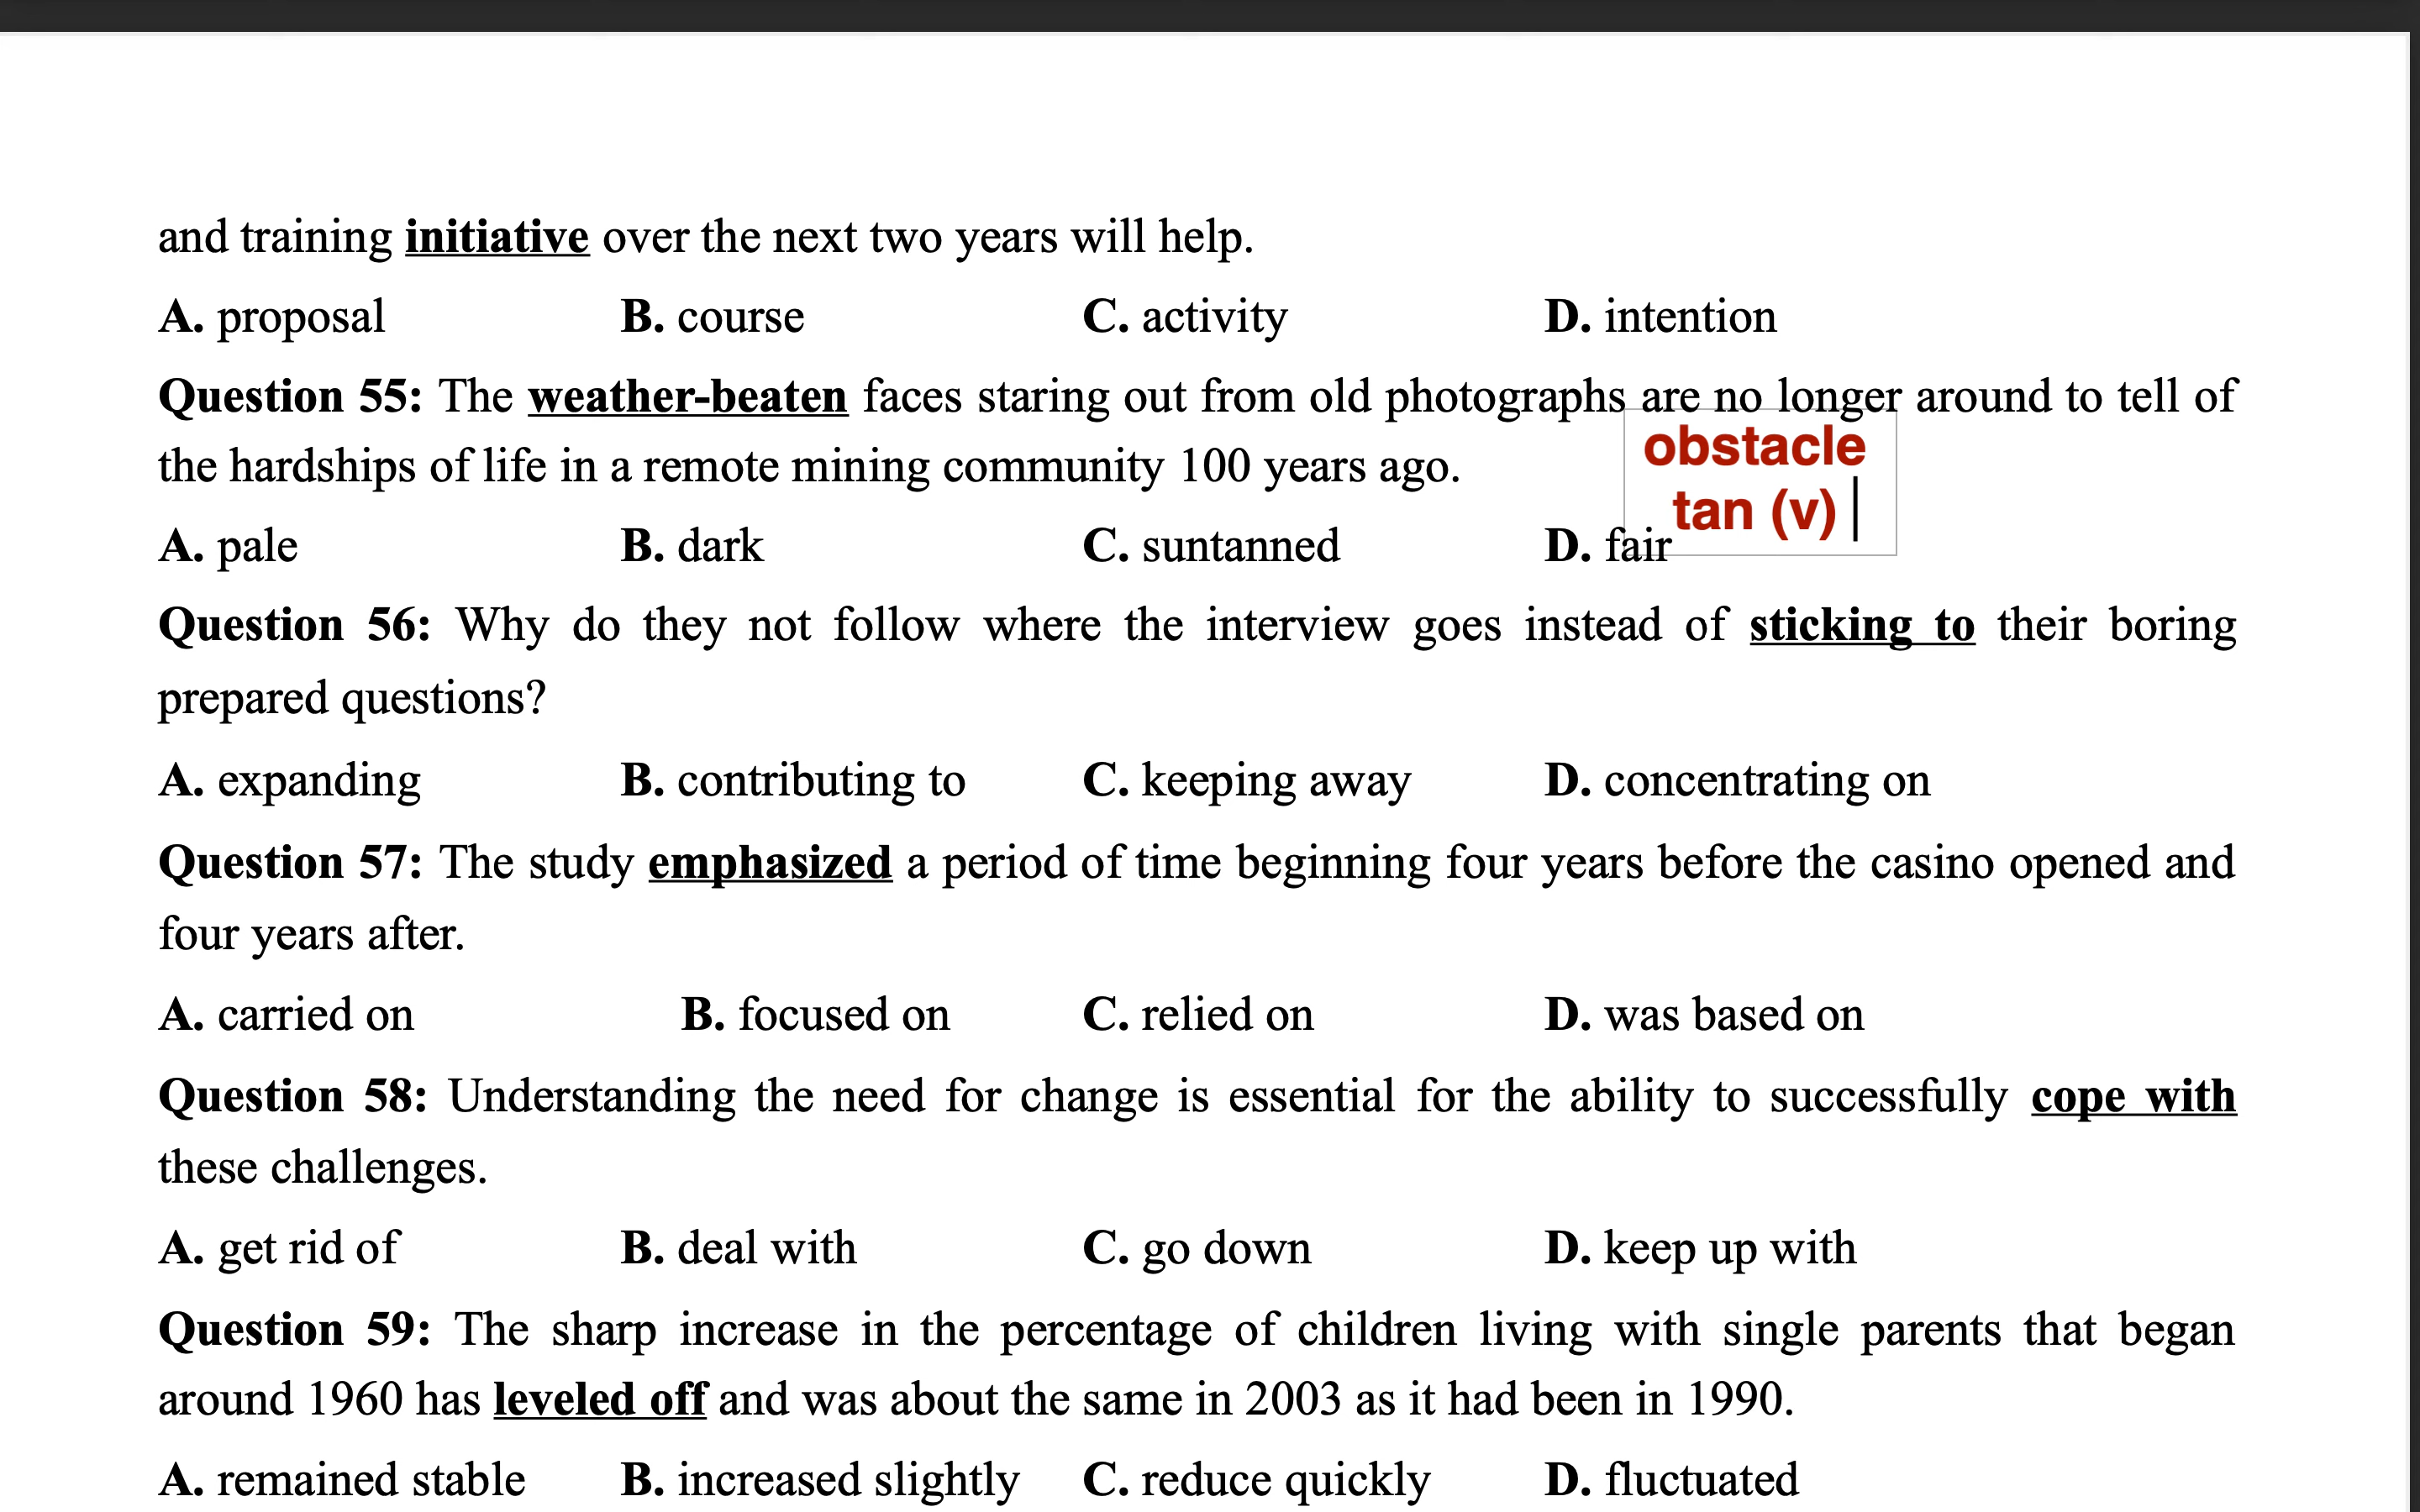 and training initiative over the next two years will help.
A. proposal B. course C. activity D. intention
Question 55: The weather-beaten faces staring out from old photographs are no longer around to tell of
the hardships of life in a remote mining community 100 years ago.
obstacle
tan (v)
A. pale B. dark C. suntanned D. fair
Question 56: Why do they not follow where the interview goes instead of sticking to their boring
prepared questions?
A. expanding B. contributing to C. keeping away D. concentrating on
Question 57: The study emphasized a period of time beginning four years before the casino opened and
four years after.
A. carried on B. focused on C. relied on D. was based on
Question 58: Understanding the need for change is essential for the ability to successfully cope with
these challenges.
A. get rid of B. deal with C. go down D. keep up with
Question 59: The sharp increase in the percentage of children living with single parents that began
around 1960 has leveled off and was about the same in 2003 as it had been in 1990.
A. remained stable B. increased slightly C. reduce quickly D. fluctuated